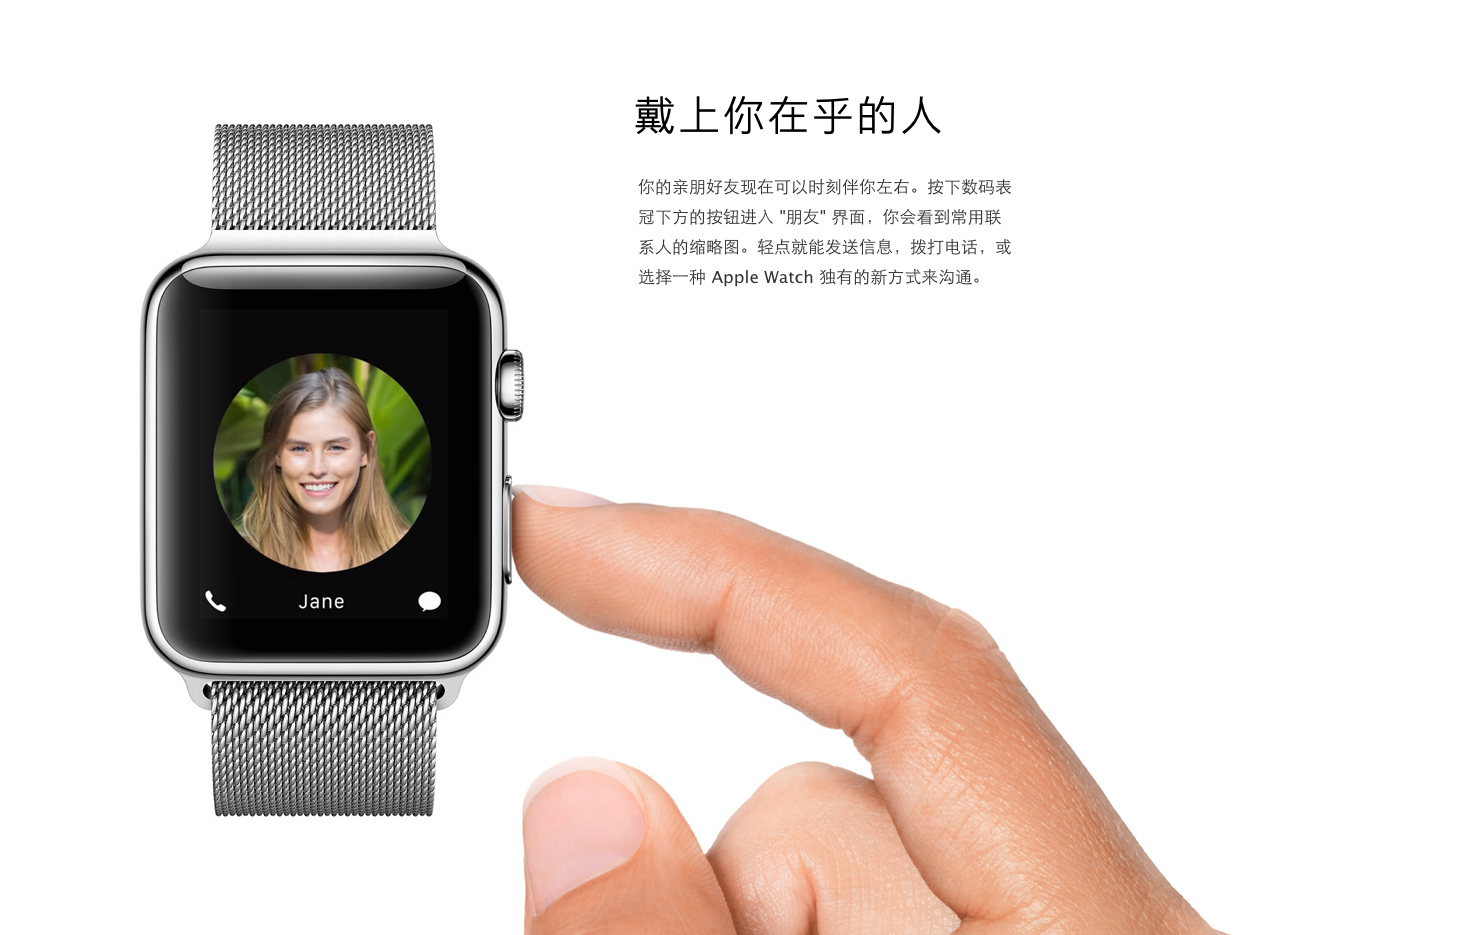 戴上你在乎的人
你的亲朋好友现在可以时刻伴你左右。按下数码表
冠下方的按钮进入 "朋友" 界面，你会看到常用联
系人的缩略图。轻点就能发送信息，拨打电话，或
选择一种 Apple Watch 独有的新方式来沟通。
Jane